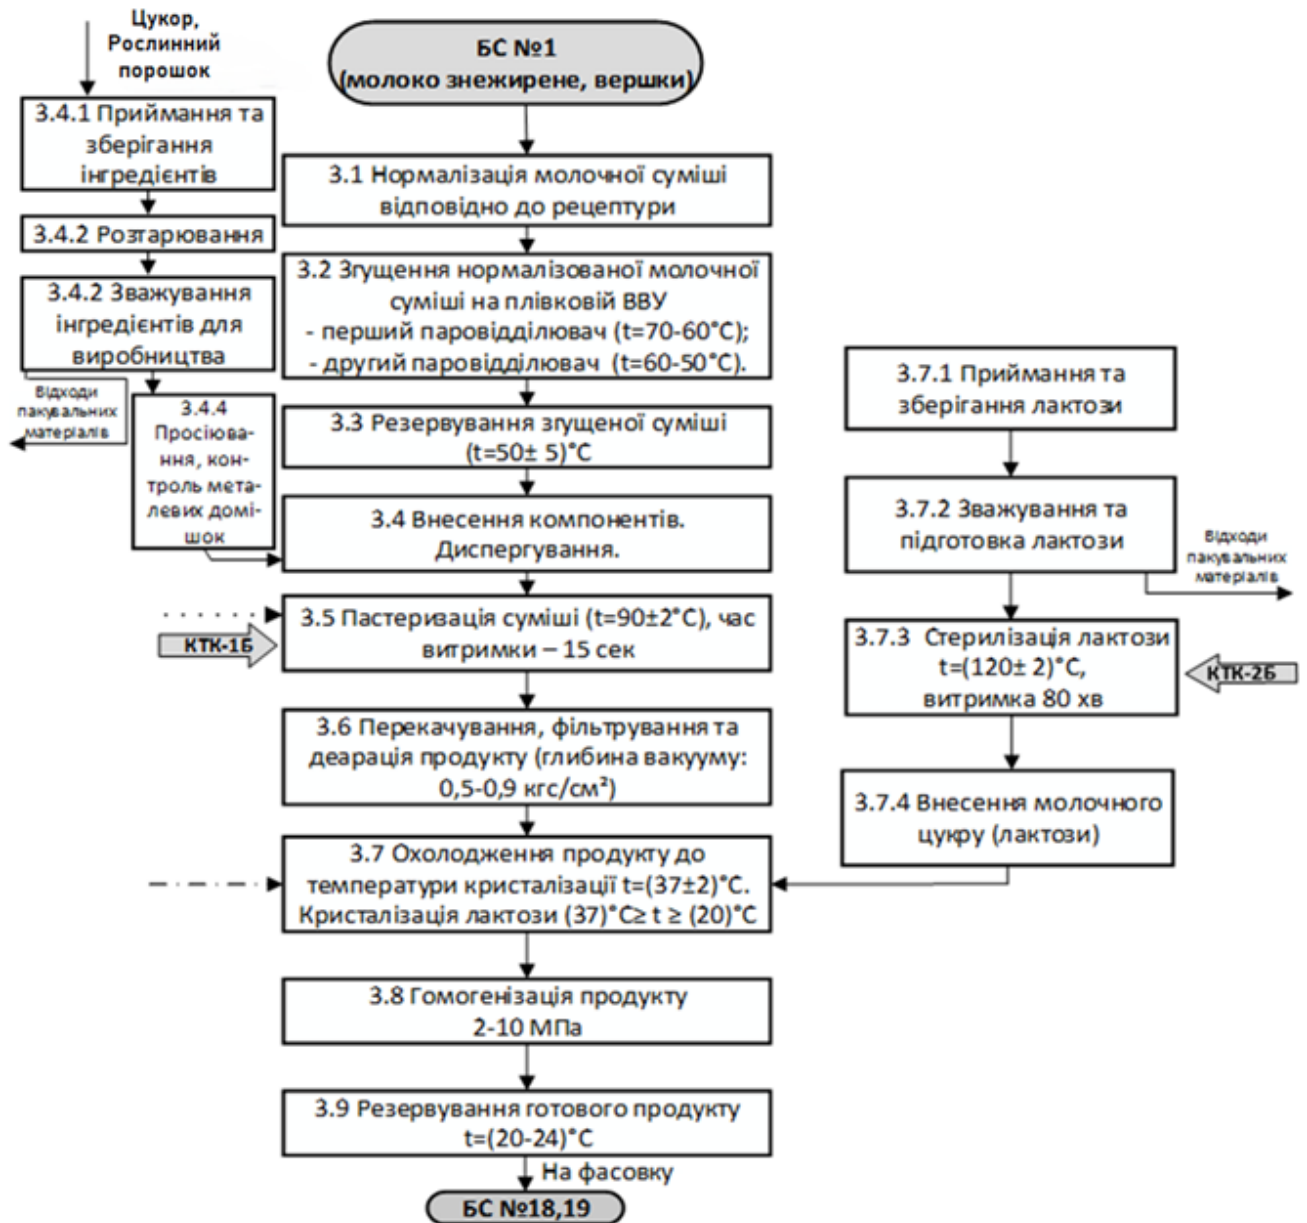 Цукор,
Рослинний
порошок
3.4.1 Приймання та
зберігання
інгредієнтів
3.4.2 Розтарювання
3.4.2 Зважування
інгредієнтів для
виробництва
Відходи
пакувальних
матеріалів
3.4.4
Просіюва-
ння, кон-
троль мета-
левих домі-
шок
БС №1
(молоко знежирене, вершки)
3.1 Нормалізація молочної суміші
відповідно до рецептури
3.2 Згущення нормалізованої молочної
суміші на плівковій ВВУ
- перший паровідділювач (t=70-60°С);
- другий паровідділювач (t=60-50°С).
3.3 Резервування згущеної суміші
(t=50± 5)°С
3.4 Внесення компонентів.
Диспергування.
КТК-1Б
3.5 Пастеризація суміші (t=90±2°С), час
витримки – 15 сек
3.6 Перекачування, фільтрування та
деарація продукту (глибина вакууму:
0,5-0,9 кгс/см²)
3.7 Охолодження продукту до
температури кристалізації t=(37±2)°С.
Кристалізація лактози (37)°С≥ t ≥ (20)°С
3.8 Гомогенізація продукту
2-10 МПа
3.9 Резервування готового продукту
t=(20-24)°С
На фасовку
БС №18,19
3.7.1 Приймання та
зберігання лактози
3.7.2 Зважування та
підготовка лактози
Відходи
пакувальних
матеріалів
3.7.3 Стерилізація лактози
t=(120± 2)°С,
витримка 80 хв
КТК-2Б
3.7.4 Внесення молочного
цукру (лактози)